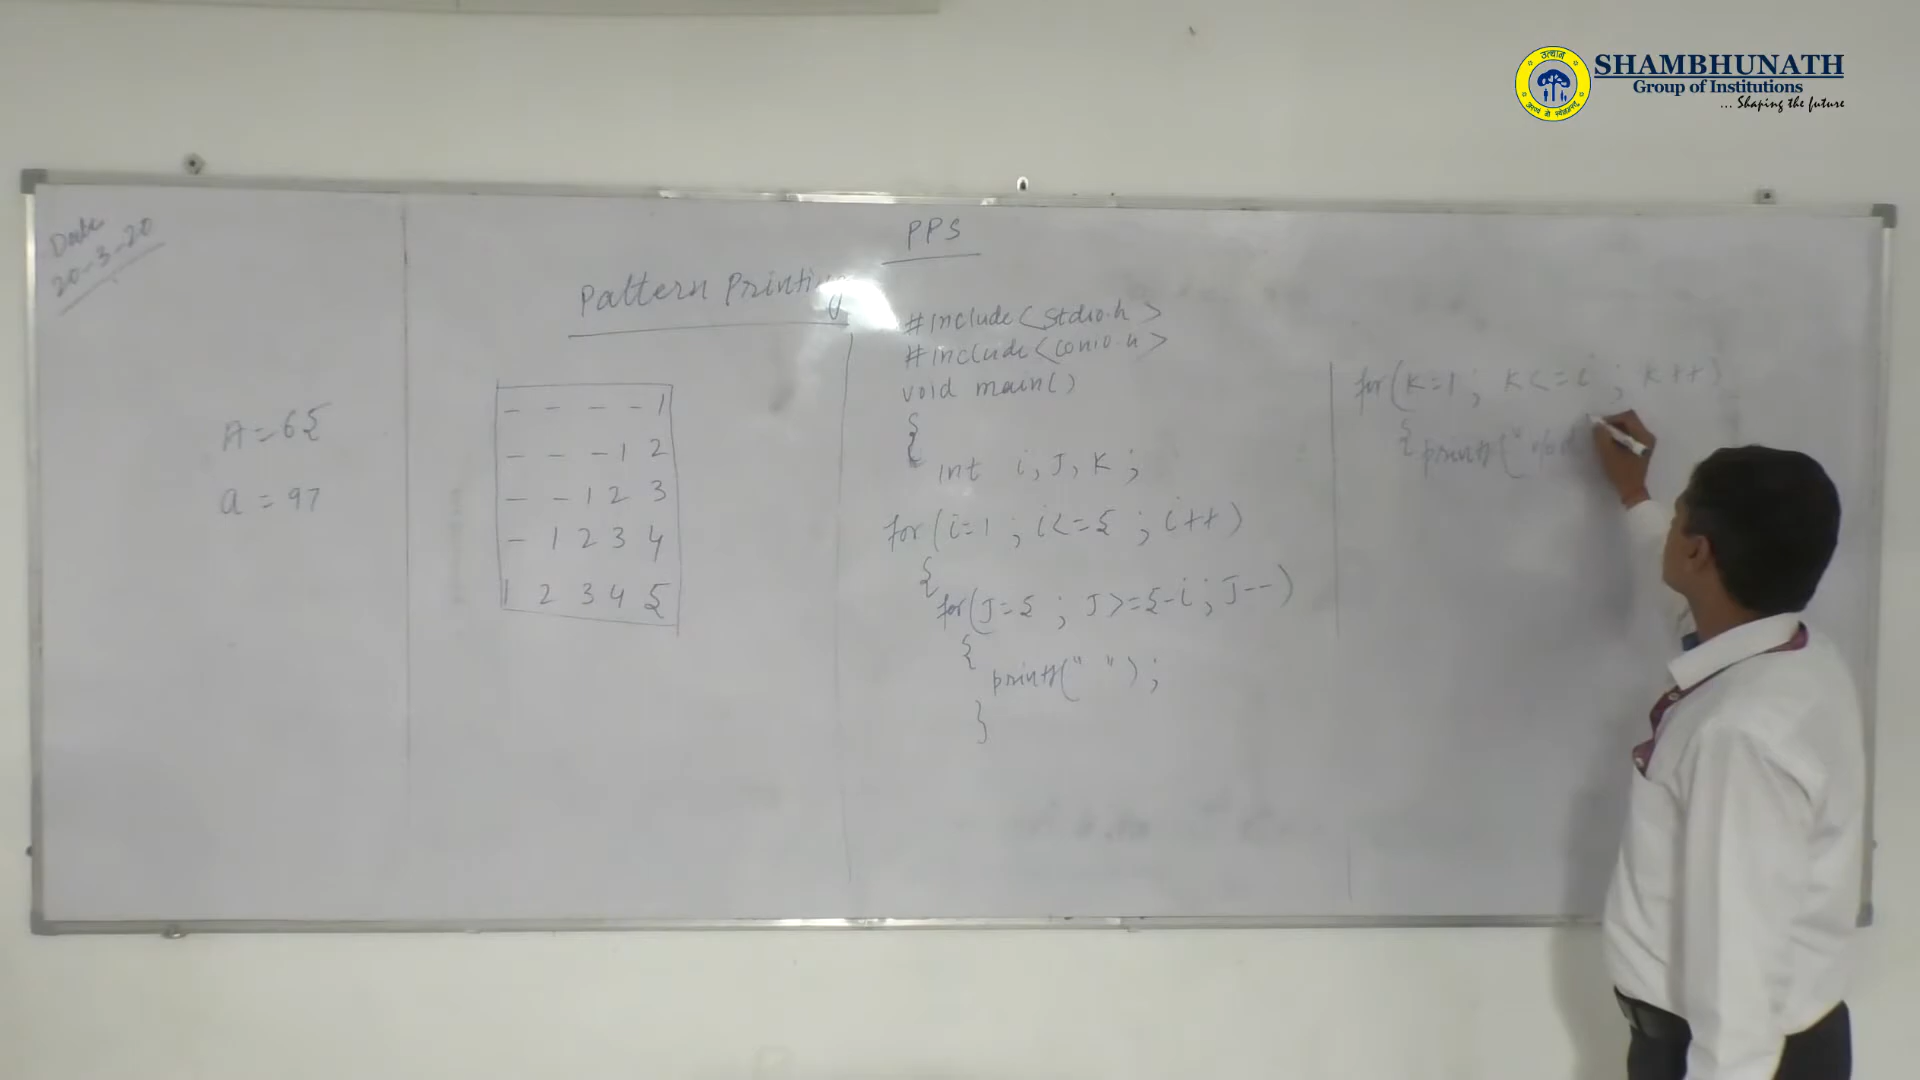 उत्थान
SHAMBHUNATH
Group of Institutions
... Shaping the future
Date
20-3-20
PPS
Pattern Printing
A=65
a=97
- - - - 1
- - - 1 2
- - 1 2 3
- 1 2 3 4
1 2 3 4 5
#include<stdio.h>
#include<conio.h>
void main()
{
int i, J, K ;
for(i=1 ; i<=5 ; i++)
{
for(J=5 ; J>=5-i ; J--)
{
printf(" ") ;
}
for(K=1 ; K<=i ; K++)
{ printf("%d